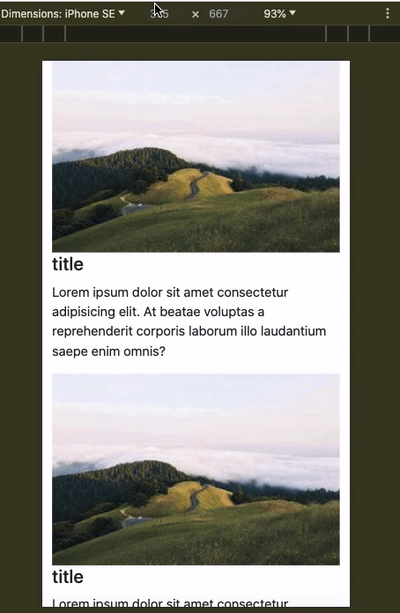 Dimensions: iPhone SE × 667 93%
title
Lorem ipsum dolor sit amet consectetur
adipisicing elit. At beatae voluptas a
reprehenderit corporis laborum illo laudantium
saepe enim omnis?
title
Lorem ipsum dolor sit amet consectetur